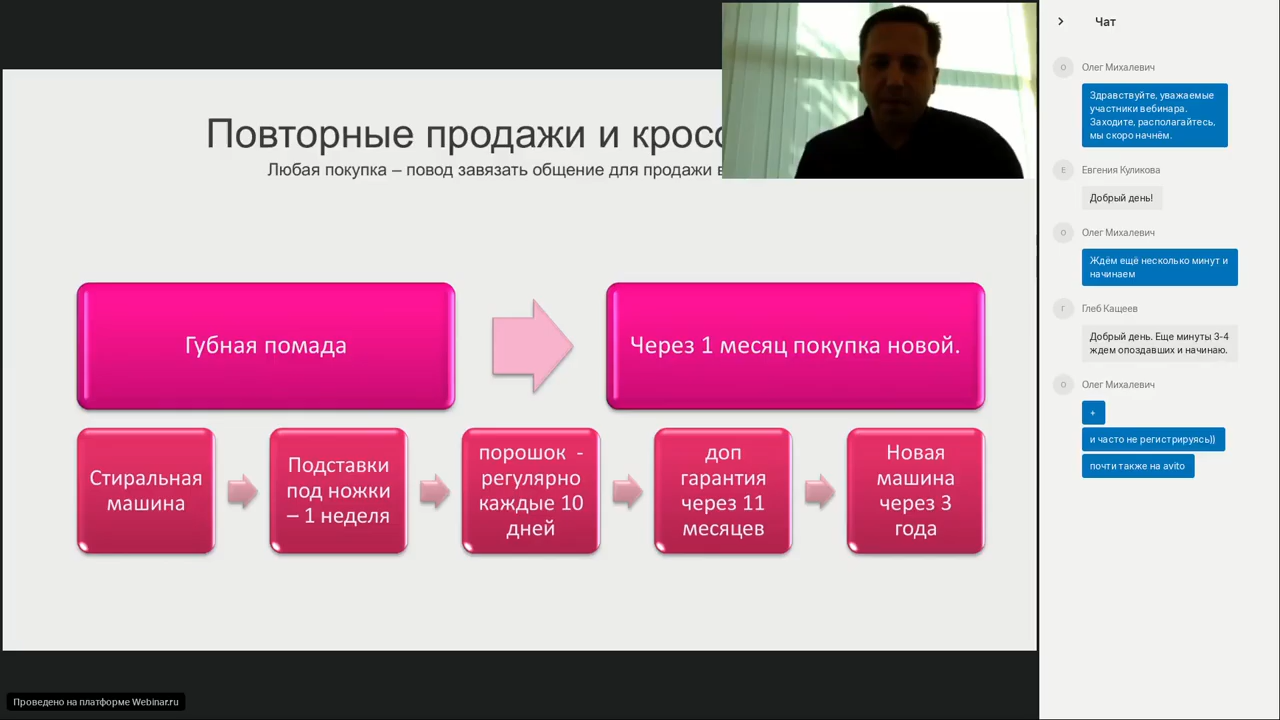 Повторные продажи и
Любая покупка – повод завязать общение для продажи
Губная помада
Через 1 месяц покупка новой.
Стиральная
машина
Подставки
под ножки
– 1 неделя
порошок -
регулярно
каждые 10
дней
доп
гарантия
через 11
месяцев
Новая
машина
через 3
года
Проведено на платформе Webinar.ru
Чат
О
Олег Михалевич
Здравствуйте, уважаемые
участники вебинара.
Заходите, располагайтесь,
мы скоро начнём.
Е
Евгения Куликова
Добрый день!
О
Олег Михалевич
Ждём ещё несколько минут и
начинаем
Г
Глеб Кащеев
Добрый день. Еще минуты 3-4
ждем опоздавших и начинаю.
О
Олег Михалевич
+
и часто не регистрируясь))
почти также на avito